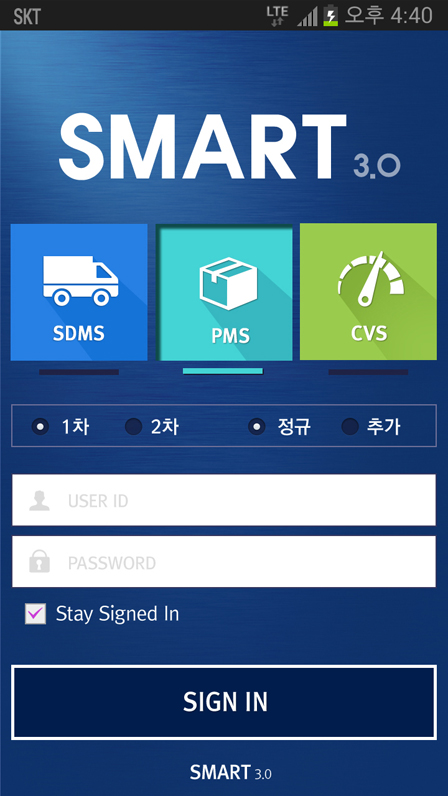 SKT LTE 오후 4:40
SMART 3.0
SDMS PMS CVS
1차 2차 정규 추가
USER ID
PASSWORD
Stay Signed In
SIGN IN
SMART 3.0